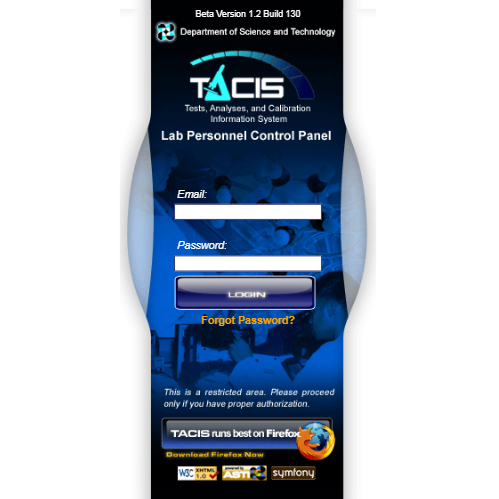 Beta Version 1.2 Build 130
Department of Science and Technology
TACIS
Tests, Analyses, and Calibration
Information System
Lab Personnel Control Panel
Email:
Password:
LOGIN
Forgot Password?
This is a restricted area. Please proceed
only if you have proper authorization.
TACIS runs best on Firefox
Download Firefox Now
W3C XHTML 1.0
powered by ASTI
symfony